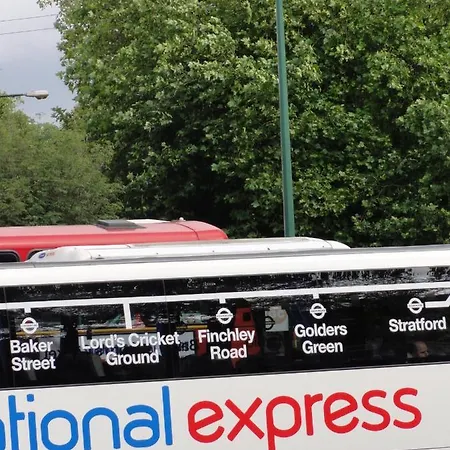 Baker
Street
Lord's Cricket
Ground
Finchley
Road
Golders
Green
Stratford
ational express